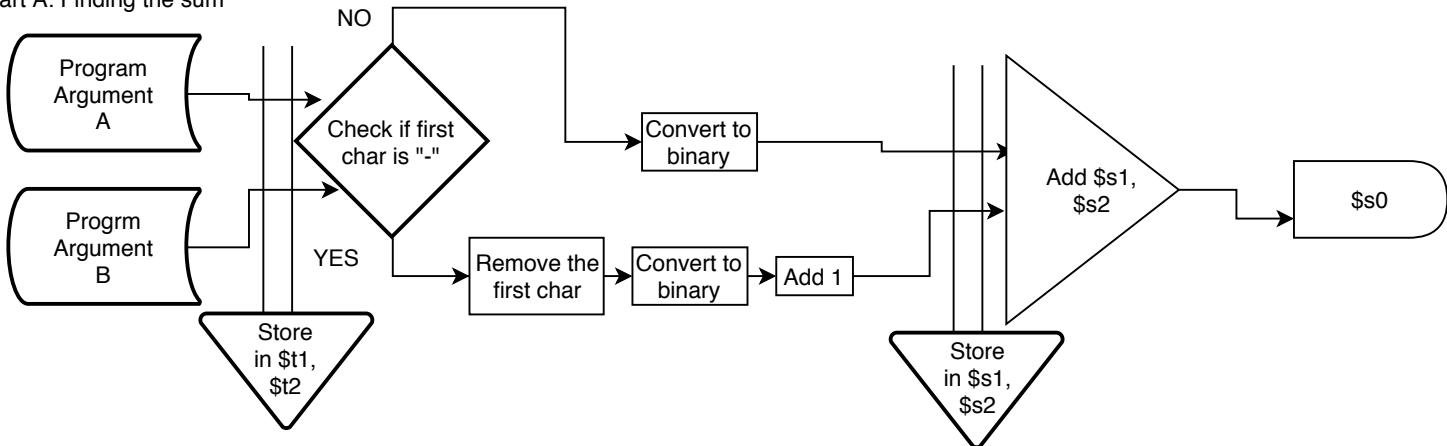 art A: Finding the sum
NO
Program
Argument
A
Check if first
char is "-"
Convert to
binary
Add $s1,
$s2
$s0
Progrm
Argument
B
YES
Remove the
first char
Convert to
binary
Add 1
Store
in $t1,
$t2
Store
in $s1,
$s2